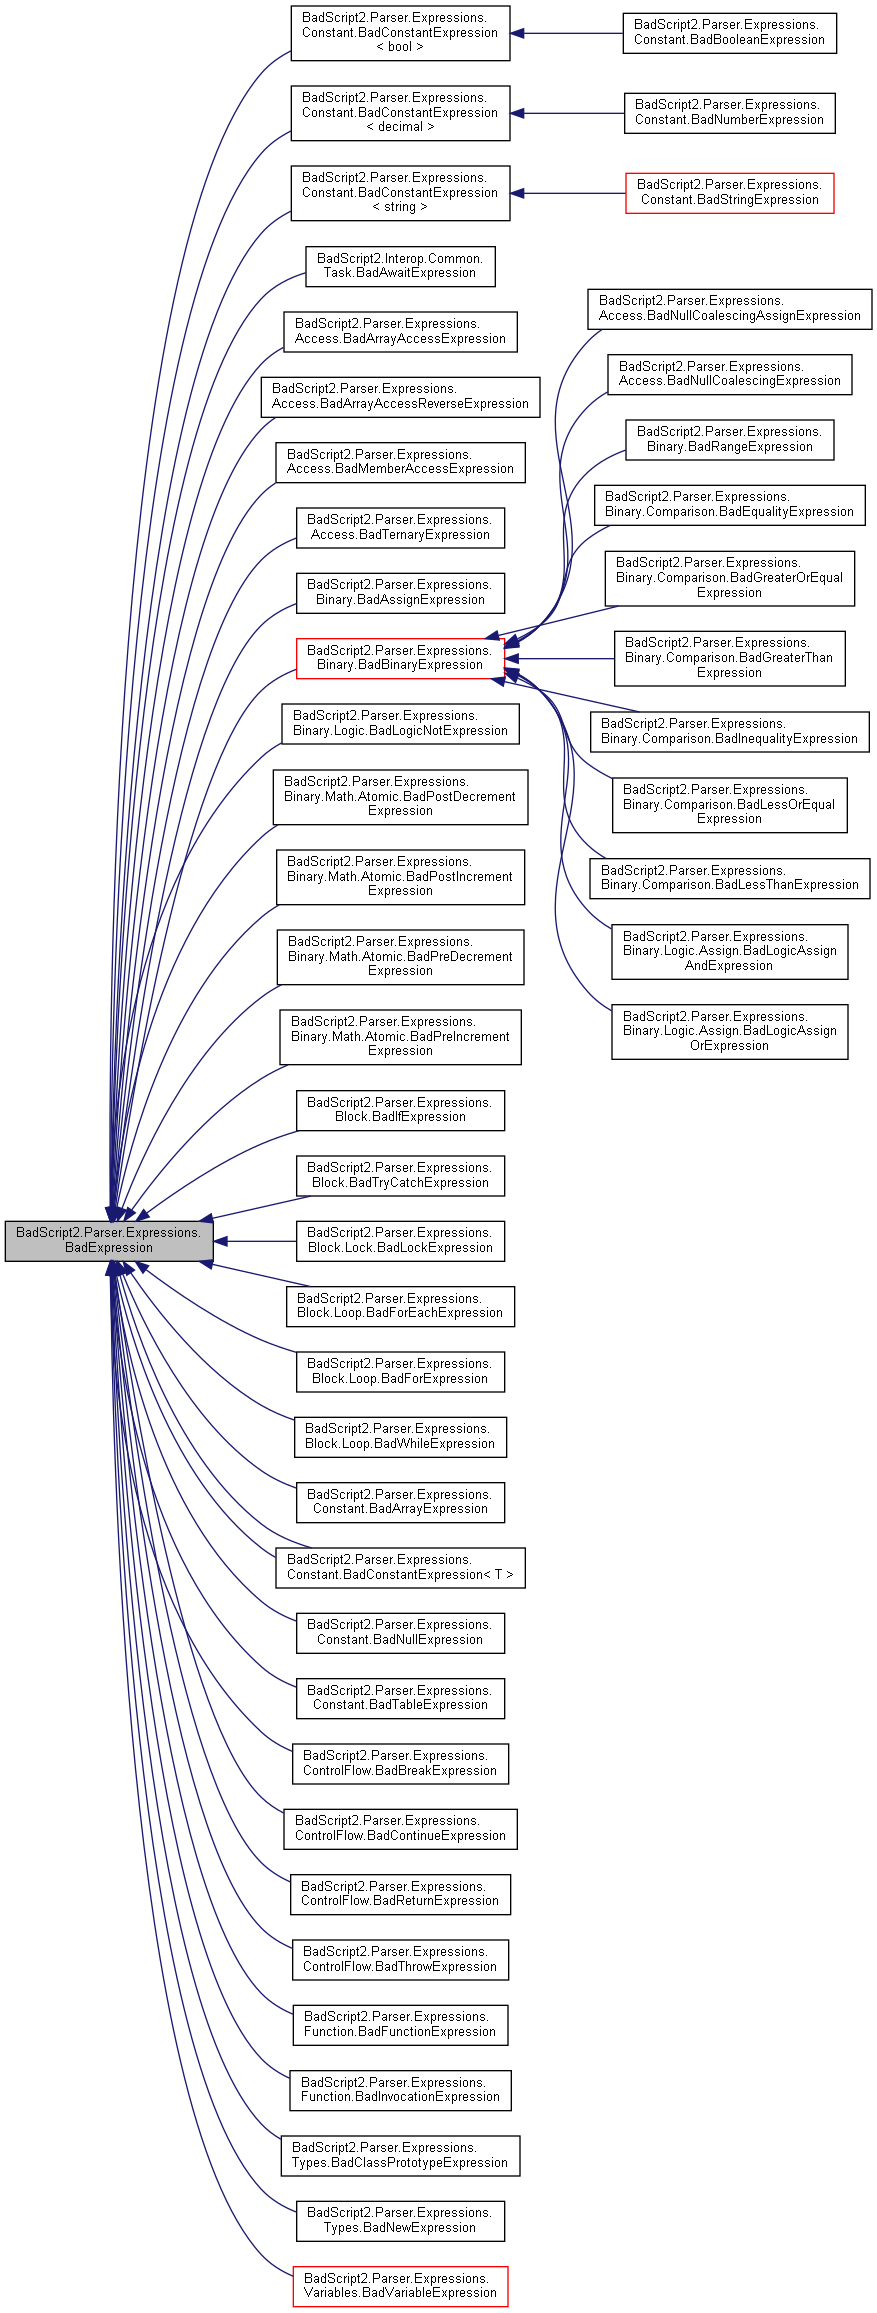 BadScript2.Parser.Expressions.
Constant.BadConstantExpression
< bool >
BadScript2.Parser.Expressions.
Constant.BadBooleanExpression
BadScript2.Parser.Expressions.
Constant.BadConstantExpression
< decimal >
BadScript2.Parser.Expressions.
Constant.BadNumberExpression
BadScript2.Parser.Expressions.
Constant.BadConstantExpression
< string >
BadScript2.Parser.Expressions.
Constant.BadStringExpression
BadScript2.Interop.Common.
Task.BadAwaitExpression
BadScript2.Parser.Expressions.
Access.BadArrayAccessExpression
BadScript2.Parser.Expressions.
Access.BadArrayAccessReverseExpression
BadScript2.Parser.Expressions.
Access.BadMemberAccessExpression
BadScript2.Parser.Expressions.
Access.BadTernaryExpression
BadScript2.Parser.Expressions.
Binary.BadAssignExpression
BadScript2.Parser.Expressions.
Binary.BadBinaryExpression
BadScript2.Parser.Expressions.
Access.BadNullCoalescingAssignExpression
BadScript2.Parser.Expressions.
Access.BadNullCoalescingExpression
BadScript2.Parser.Expressions.
Binary.BadRangeExpression
BadScript2.Parser.Expressions.
Binary.Comparison.BadEqualityExpression
BadScript2.Parser.Expressions.
Binary.Comparison.BadGreaterOrEqual
Expression
BadScript2.Parser.Expressions.
Binary.Comparison.BadGreaterThan
Expression
BadScript2.Parser.Expressions.
Binary.Comparison.BadInequalityExpression
BadScript2.Parser.Expressions.
Binary.Comparison.BadLessOrEqual
Expression
BadScript2.Parser.Expressions.
Binary.Comparison.BadLessThanExpression
BadScript2.Parser.Expressions.
Binary.Logic.Assign.BadLogicAssign
AndExpression
BadScript2.Parser.Expressions.
Binary.Logic.Assign.BadLogicAssign
OrExpression
BadScript2.Parser.Expressions.
Binary.Logic.BadLogicNotExpression
BadScript2.Parser.Expressions.
Binary.Math.Atomic.BadPostDecrement
Expression
BadScript2.Parser.Expressions.
Binary.Math.Atomic.BadPostIncrement
Expression
BadScript2.Parser.Expressions.
Binary.Math.Atomic.BadPreDecrement
Expression
BadScript2.Parser.Expressions.
Binary.Math.Atomic.BadPreIncrement
Expression
BadScript2.Parser.Expressions.
Block.BadIfExpression
BadScript2.Parser.Expressions.
Block.BadTryCatchExpression
BadScript2.Parser.Expressions.
BadExpression
BadScript2.Parser.Expressions.
Block.Lock.BadLockExpression
BadScript2.Parser.Expressions.
Block.Loop.BadForEachExpression
BadScript2.Parser.Expressions.
Block.Loop.BadForExpression
BadScript2.Parser.Expressions.
Block.Loop.BadWhileExpression
BadScript2.Parser.Expressions.
Constant.BadArrayExpression
BadScript2.Parser.Expressions.
Constant.BadConstantExpression< T >
BadScript2.Parser.Expressions.
Constant.BadNullExpression
BadScript2.Parser.Expressions.
Constant.BadTableExpression
BadScript2.Parser.Expressions.
ControlFlow.BadBreakExpression
BadScript2.Parser.Expressions.
ControlFlow.BadContinueExpression
BadScript2.Parser.Expressions.
ControlFlow.BadReturnExpression
BadScript2.Parser.Expressions.
ControlFlow.BadThrowExpression
BadScript2.Parser.Expressions.
Function.BadFunctionExpression
BadScript2.Parser.Expressions.
Function.BadInvocationExpression
BadScript2.Parser.Expressions.
Types.BadClassPrototypeExpression
BadScript2.Parser.Expressions.
Types.BadNewExpression
BadScript2.Parser.Expressions.
Variables.BadVariableExpression